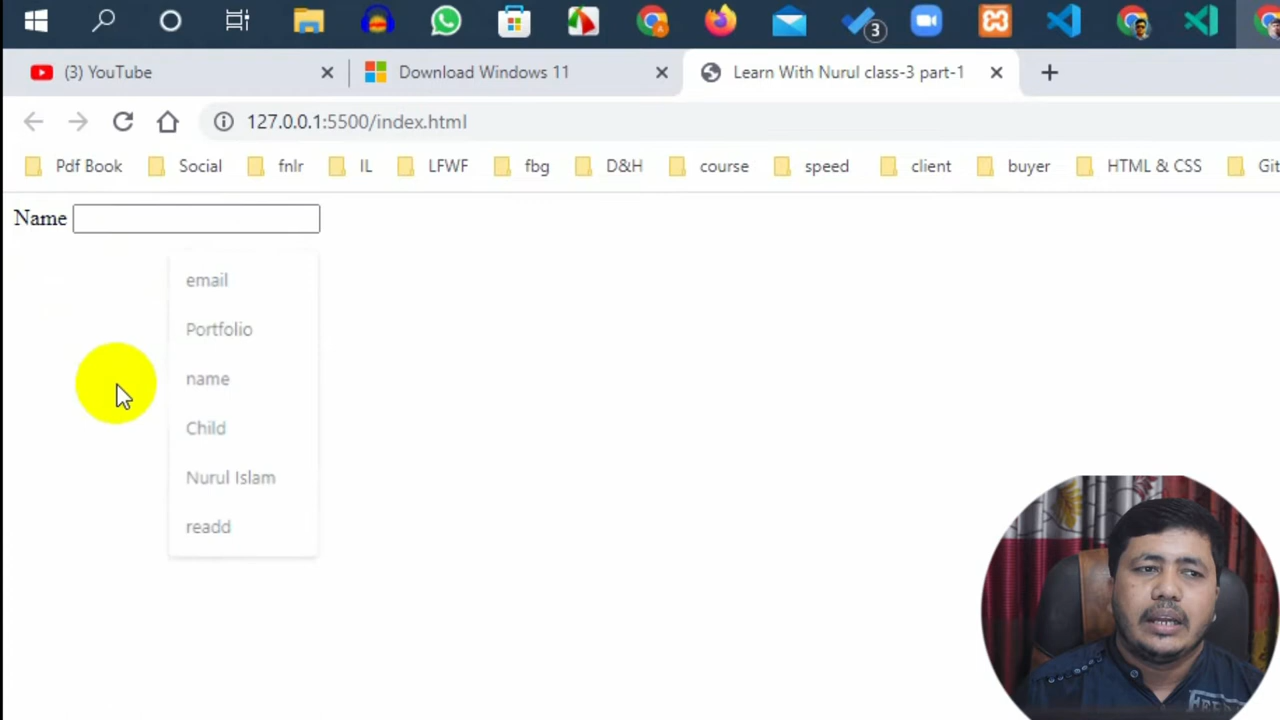 3
(3) YouTube
Download Windows 11
Learn With Nurul class-3 part-1
127.0.0.1:5500/index.html
Pdf Book
Social
fnlr
IL
LFWF
fbg
D&H
course
speed
client
buyer
HTML & CSS
Git
Name
email
Portfolio
name
Child
Nurul Islam
readd